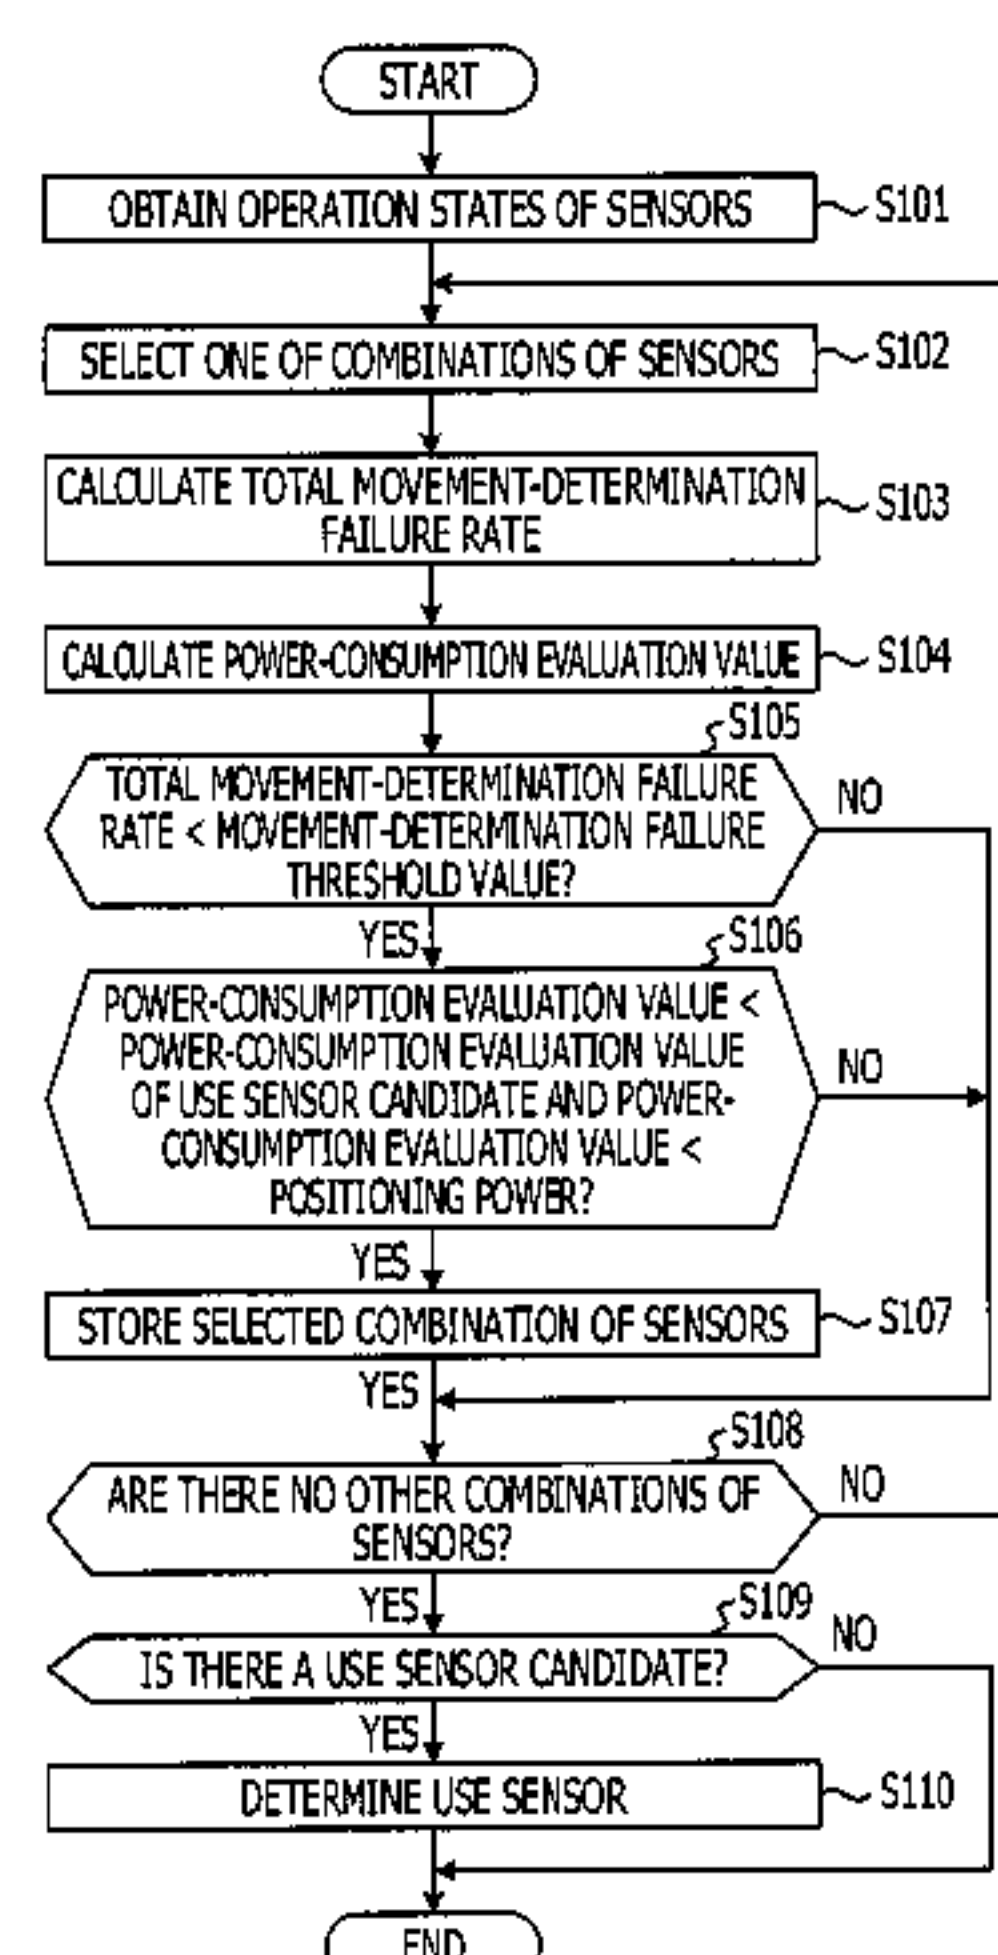 START
OBTAIN OPERATION STATES OF SENSORS
S101
SELECT ONE OF COMBINATIONS OF SENSORS
S102
CALCULATE TOTAL MOVEMENT-DETERMINATION
FAILURE RATE
S103
CALCULATE POWER-CONSUMPTION EVALUATION VALUE
S104
S105
TOTAL MOVEMENT-DETERMINATION FAILURE
RATE < MOVEMENT-DETERMINATION FAILURE
THRESHOLD VALUE?
NO
YES
S106
POWER-CONSUMPTION EVALUATION VALUE <
POWER-CONSUMPTION EVALUATION VALUE
OF USE SENSOR CANDIDATE AND POWER-
CONSUMPTION EVALUATION VALUE <
POSITIONING POWER?
NO
YES
STORE SELECTED COMBINATION OF SENSORS
S107
YES
S108
ARE THERE NO OTHER COMBINATIONS OF
SENSORS?
NO
YES
S109
IS THERE A USE SENSOR CANDIDATE?
NO
YES
DETERMINE USE SENSOR
S110
END